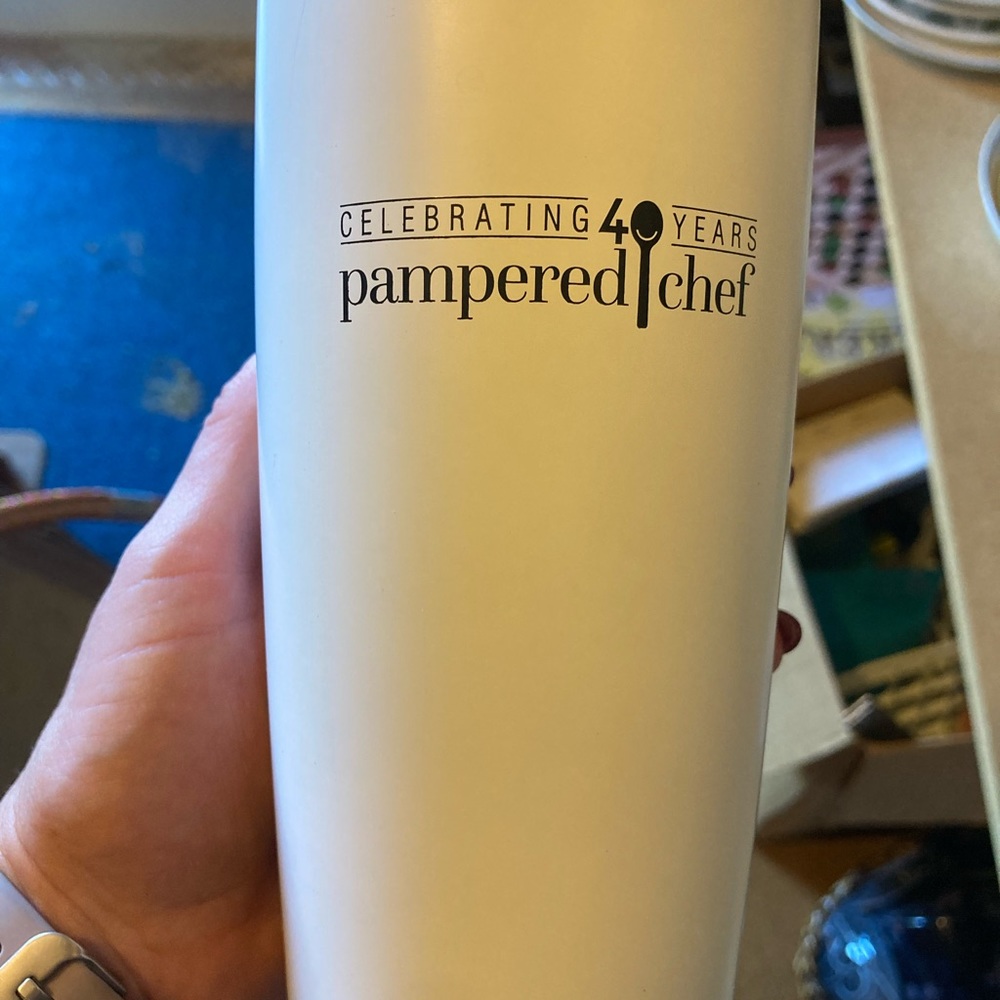 CELEBRATING 40 YEARS
pampered chef